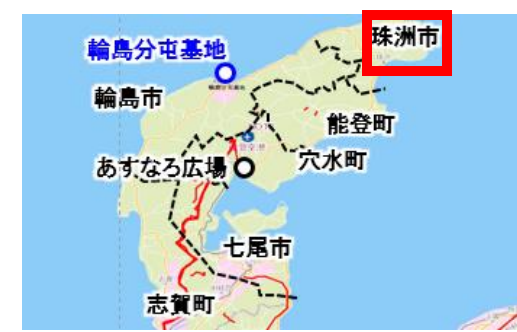 珠洲市
輪島分屯基地
輪島市
能登町
穴水町
あすなろ広場
七尾市
志賀町